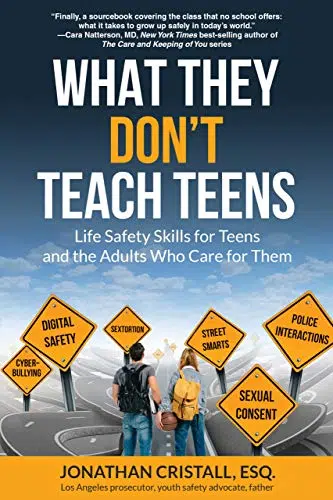 "Finally, a sourcebook covering the class that no school offers:
what it takes to grow up safely in today's world."
—Cara Natterson, MD, New York Times best-selling author of
The Care and Keeping of You series
WHAT THEY
DON'T
TEACH TEENS
Life Safety Skills for Teens
and the Adults Who Care for Them
DIGITAL
SAFETY
SEXTORTION
STREET
SMARTS
POLICE
INTERACTIONS
CYBER-
BULLYING
SEXUAL
CONSENT
JONATHAN CRISTALL, ESQ.
Los Angeles prosecutor, youth safety advocate, father